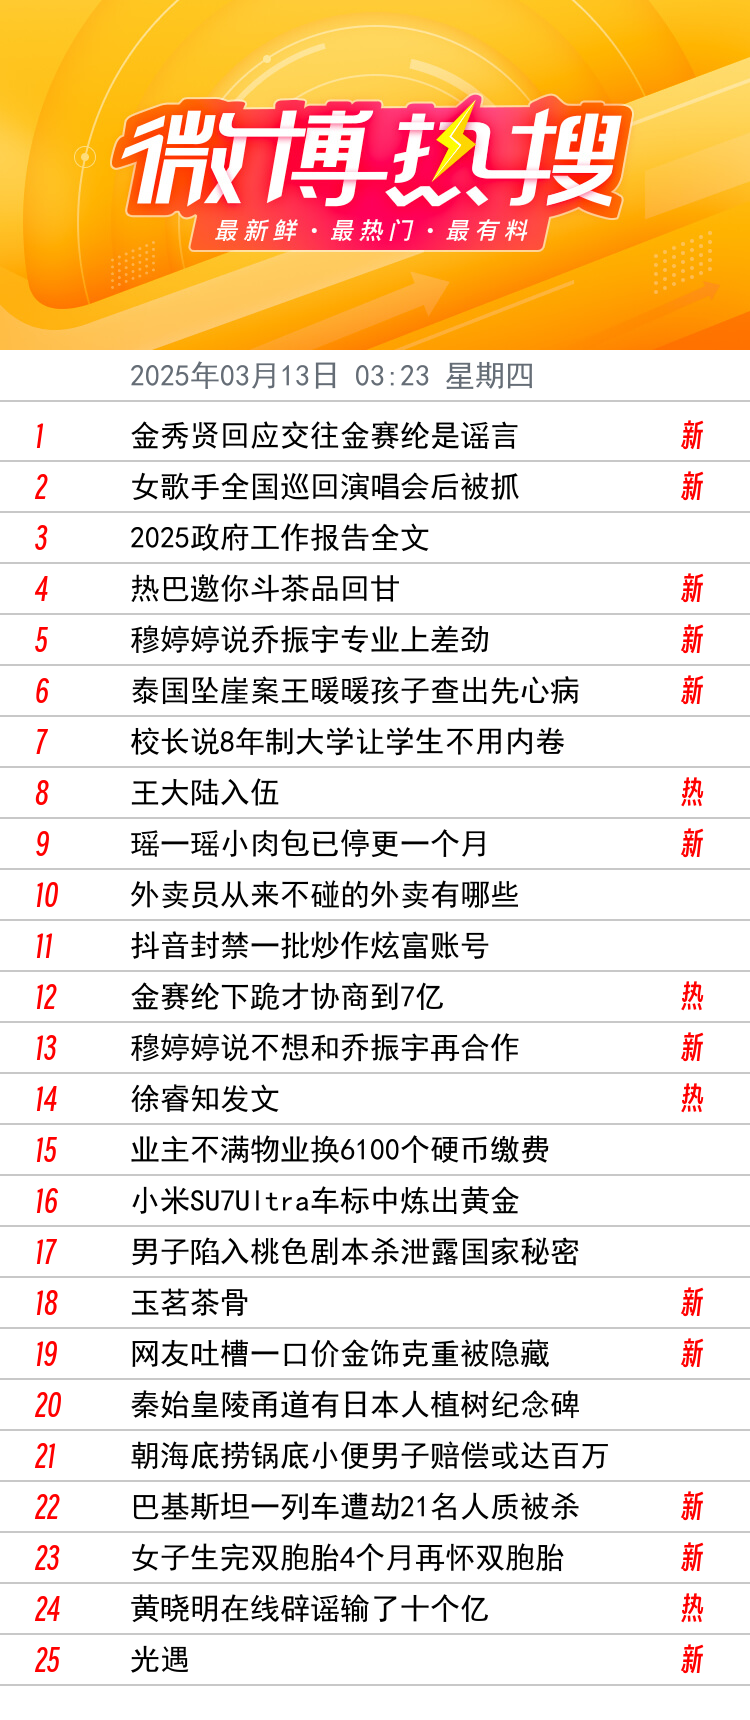 微博热搜
最新鲜·最热门·最有料
2025年03月13日 03:23 星期四
1 金秀贤回应交往金赛纶是谣言 新
2 女歌手全国巡回演唱会后被抓 新
3 2025政府工作报告全文
4 热巴邀你斗茶品回甘 新
5 穆婷婷说乔振宇专业上差劲 新
6 泰国坠崖案王暖暖孩子查出先心病 新
7 校长说8年制大学让学生不用内卷
8 王大陆入伍 热
9 瑶一瑶小肉包已停更一个月 新
10 外卖员从来不碰的外卖有哪些
11 抖音封禁一批炒作炫富账号
12 金赛纶下跪才协商到7亿 热
13 穆婷婷说不想和乔振宇再合作 新
14 徐睿知发文 热
15 业主不满物业换6100个硬币缴费
16 小米SU7Ultra车标中炼出黄金
17 男子陷入桃色剧本杀泄露国家秘密
18 玉茗茶骨 新
19 网友吐槽一口价金饰克重被隐藏 新
20 秦始皇陵甬道有日本人植树纪念碑
21 朝海底捞锅底小便男子赔偿或达百万
22 巴基斯坦一列车遭劫21名人质被杀 新
23 女子生完双胞胎4个月再怀双胞胎 新
24 黄晓明在线辟谣输了十个亿 热
25 光遇 新